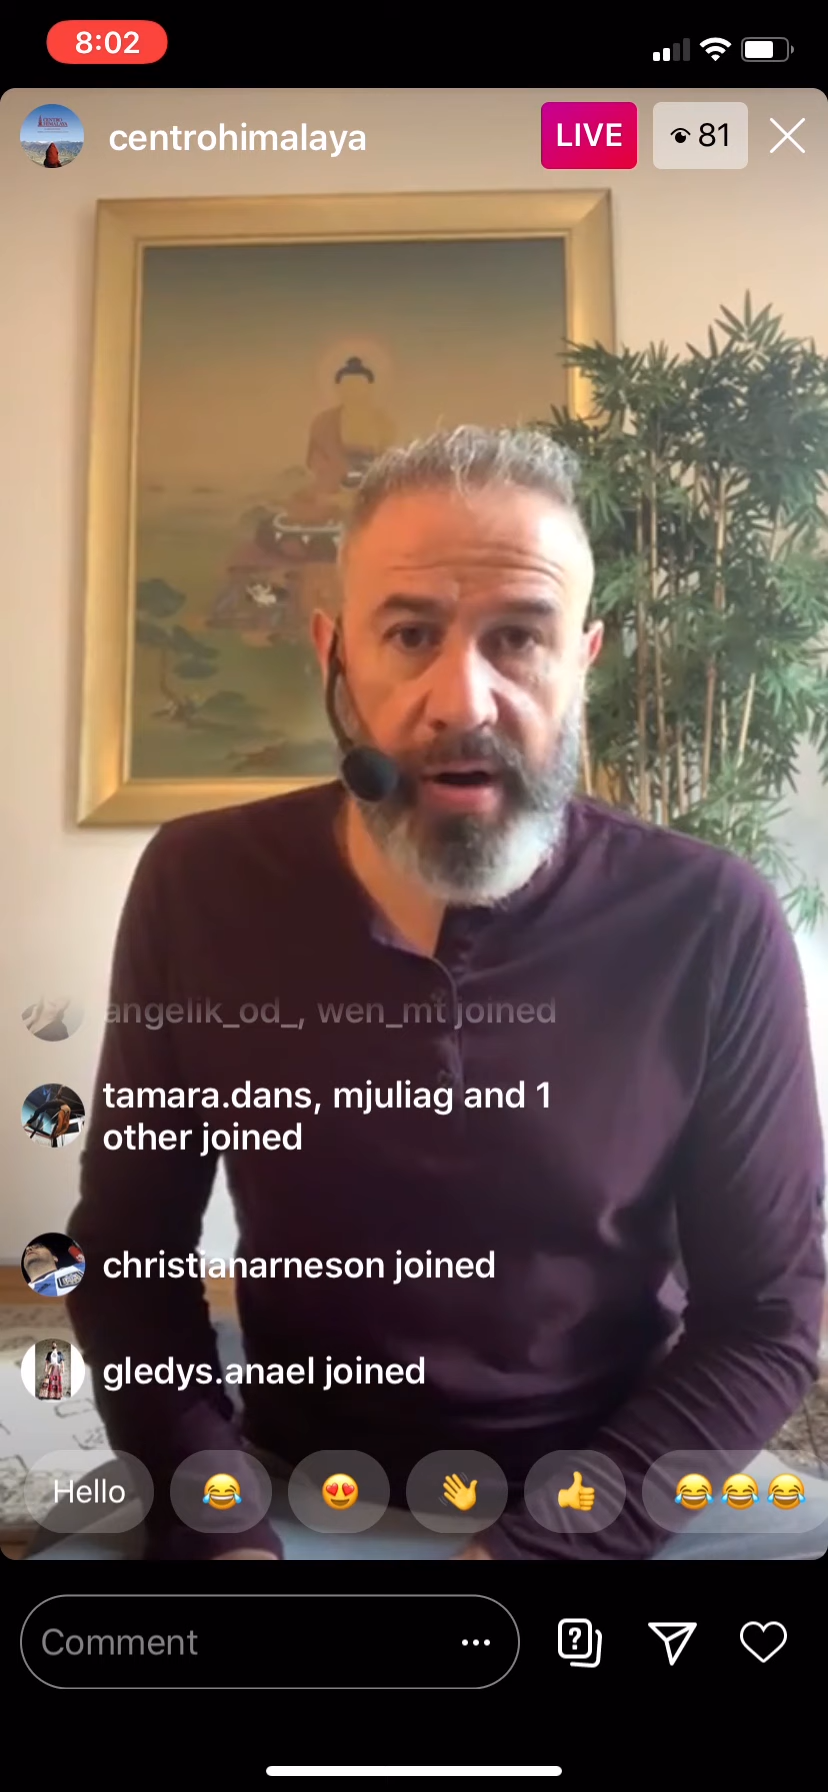 8:02
centrohimalaya
LIVE
81
angelik_od_, wen_mt joined
tamara.dans, mjuliag and 1
other joined
christianarneson joined
gledys.anael joined
Hello
Comment